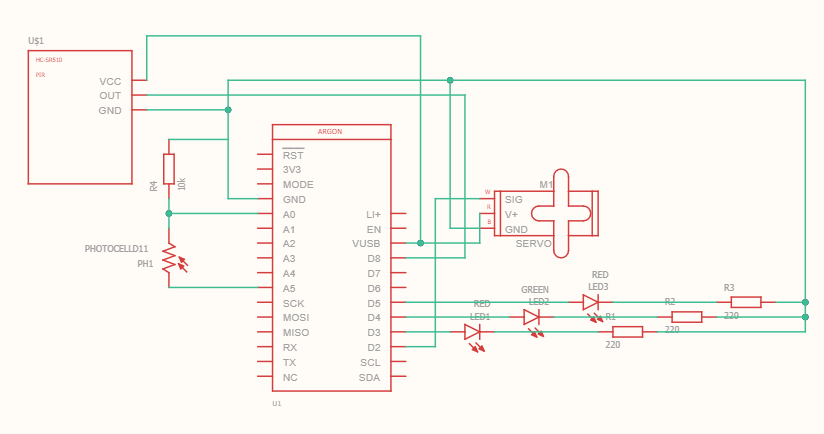 U$1
HC-SR510
PIR
VCC
OUT
GND
ARGON
RST
3V3
MODE
GND
A0
A1
A2
A3
A4
A5
SCK
MOSI
MISO
RX
TX
NC
LI+
EN
VUSB
D8
D7
D6
D5
D4
D3
D2
SCL
SDA
U1
R4
10k
PHOTOCELLD11
PH1
M1
W
SIG
R
V+
B
GND
SERVO
RED
LED3
GREEN
LED2
RED
LED1
R3
220
R2
220
R1
220